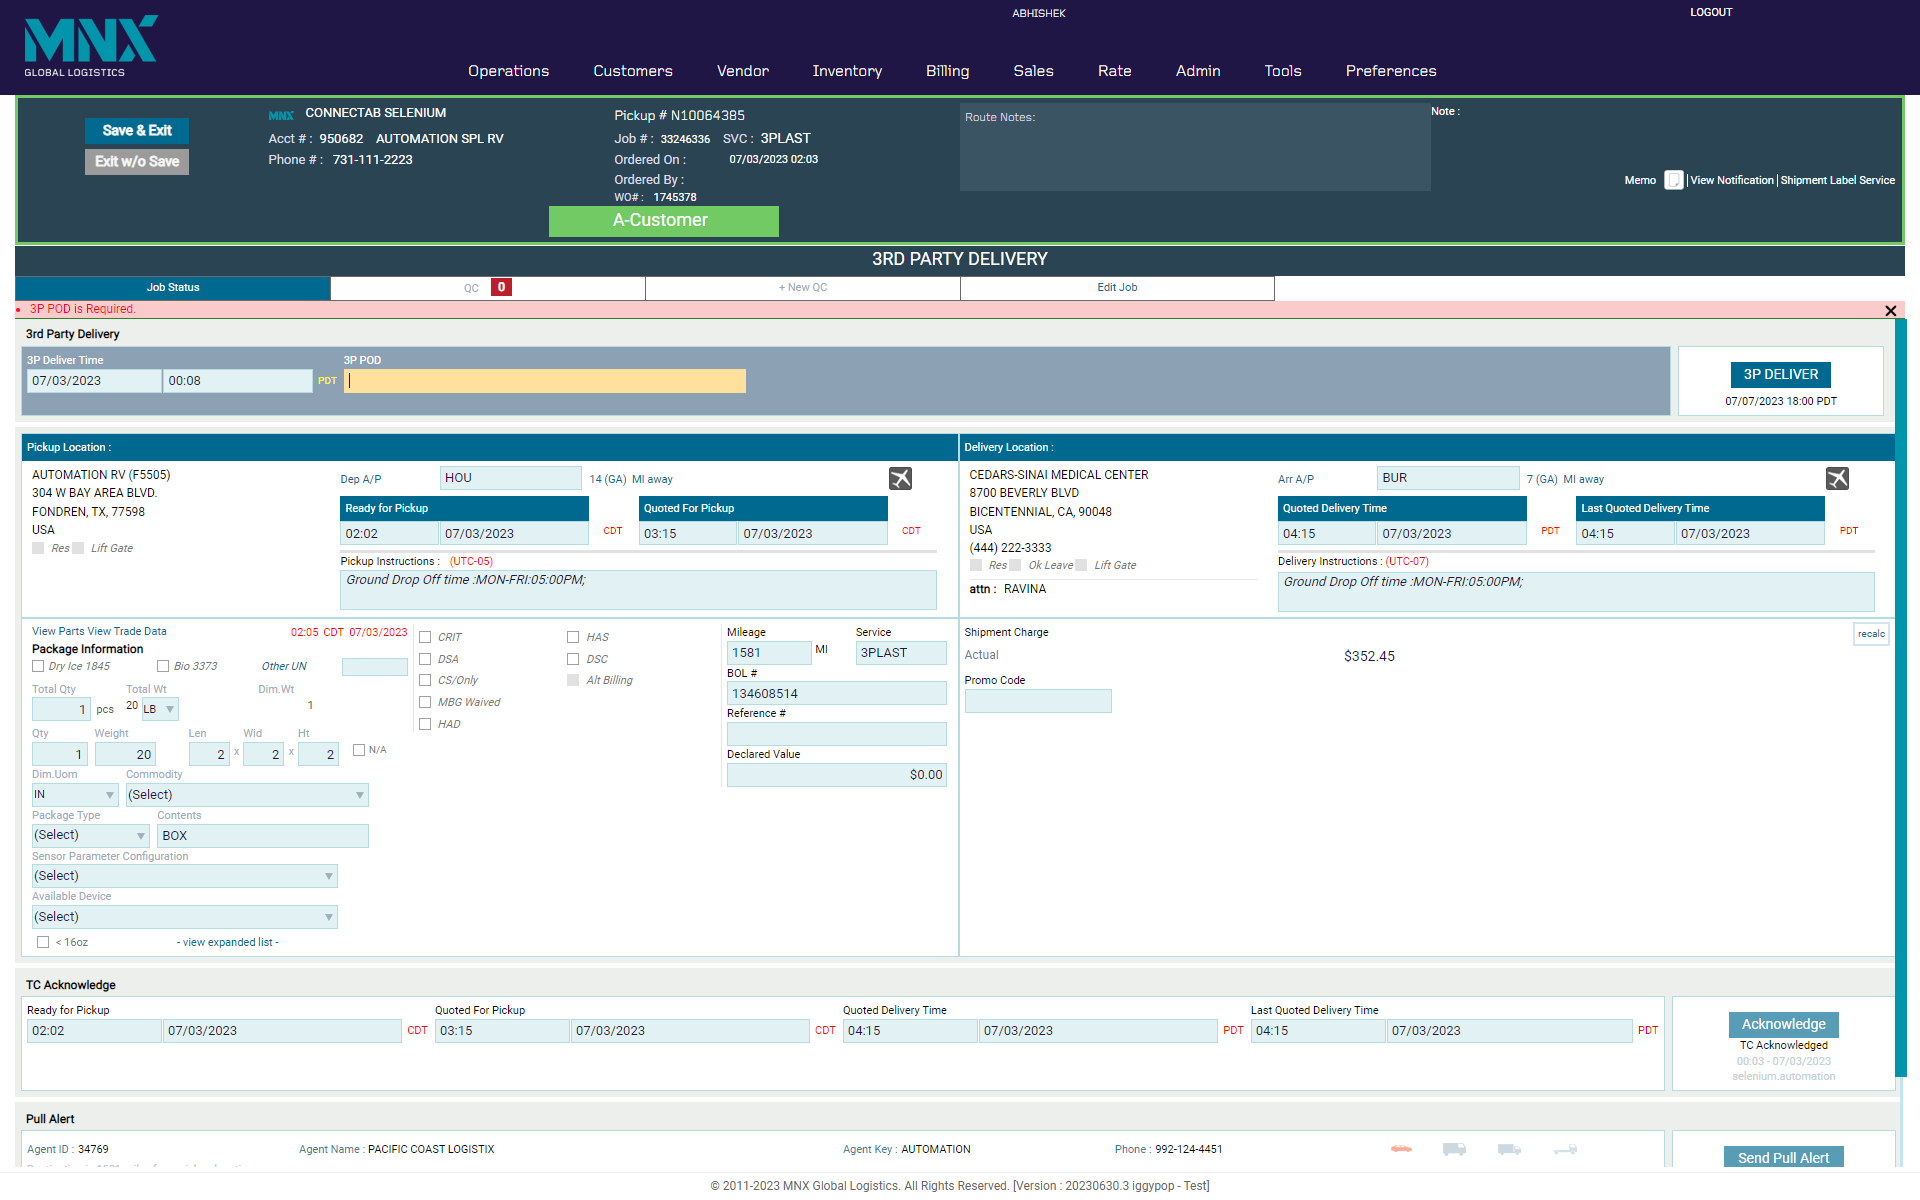 ABHISHEK
LOGOUT
MNX
GLOBAL LOGISTICS
Operations Customers Vendor Inventory Billing Sales Rate Admin Tools Preferences
Save & Exit
Exit w/o Save
MNX CONNECTAB SELENIUM
Acct # : 950682 AUTOMATION SPL RV
Phone # : 731-111-2223
Pickup # N10064385
Job # : 33246336 SVC : 3PLAST
Ordered On : 07/03/2023 02:03
Ordered By :
WO# : 1745378
A-Customer
Route Notes:
Note :
Memo | View Notification | Shipment Label Service
3RD PARTY DELIVERY
Job Status QC 0 + New QC Edit Job
3P POD is Required.
3rd Party Delivery
3P Deliver Time 3P POD
07/03/2023 00:08 PDT
3P DELIVER
07/07/2023 18:00 PDT
Pickup Location :
AUTOMATION RV (F5505)
304 W BAY AREA BLVD.
FONDREN, TX, 77598
USA
Res Lift Gate
Dep A/P HOU 14 (GA) MI away
Ready for Pickup Quoted For Pickup
02:02 07/03/2023 CDT 03:15 07/03/2023 CDT
Pickup Instructions : (UTC-05)
Ground Drop Off time :MON-FRI:05:00PM;
Delivery Location :
CEDARS-SINAI MEDICAL CENTER
8700 BEVERLY BLVD
BICENTENNIAL, CA, 90048
USA
(444) 222-3333
Res Ok Leave Lift Gate
attn : RAVINA
Arr A/P BUR 7 (GA) MI away
Quoted Delivery Time Last Quoted Delivery Time
04:15 07/03/2023 PDT 04:15 07/03/2023 PDT
Delivery Instructions : (UTC-07)
Ground Drop Off time :MON-FRI:05:00PM;
View Parts View Trade Data 02:05 CDT 07/03/2023
Package Information
Dry Ice 1845 Bio 3373 Other UN
Total Qty Total Wt Dim.Wt
1 pcs 20 LB 1
Qty Weight Len Wid Ht
1 20 2 x 2 x 2 N/A
Dim.Uom Commodity
IN (Select)
Package Type Contents
(Select) BOX
Sensor Parameter Configuration
(Select)
Available Device
(Select)
< 16oz - view expanded list -
CRIT HAS
DSA DSC
CS/Only Alt Billing
MBG Waived
HAD
Mileage Service
1581 MI 3PLAST
BOL #
134608514
Reference #
Declared Value
$0.00
Shipment Charge recalc
Actual $352.45
Promo Code
TC Acknowledge
Ready for Pickup Quoted For Pickup Quoted Delivery Time Last Quoted Delivery Time
02:02 07/03/2023 CDT 03:15 07/03/2023 CDT 04:15 07/03/2023 PDT 04:15 07/03/2023 PDT
Acknowledge
TC Acknowledged
00:03 - 07/03/2023
selenium.automation
Pull Alert
Agent ID : 34769 Agent Name : PACIFIC COAST LOGISTIX Agent Key : AUTOMATION Phone : 992-124-4451
Send Pull Alert
© 2011-2023 MNX Global Logistics. All Rights Reserved. [Version : 20230630.3 iggypop - Test]